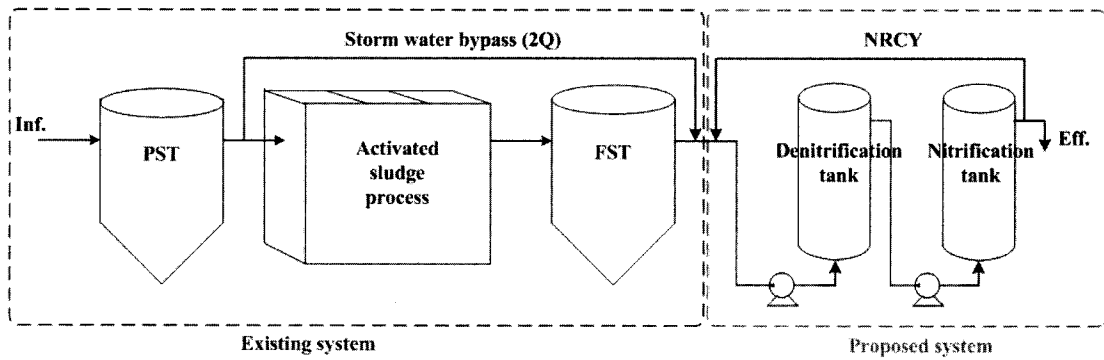 Storm water bypass (2Q)
NRCY
Inf.
PST
Activated
sludge
process
FST
Denitrification
tank
Nitrification
tank
Eff.
Existing system
Proposed system